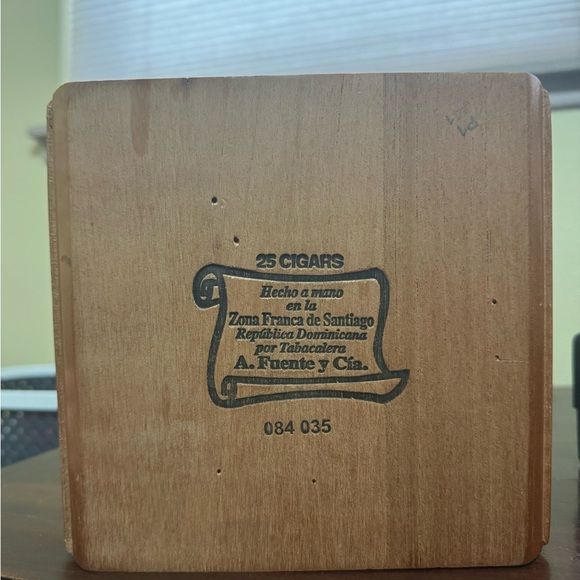 25 CIGARS
Hecho a mano
en la
Zona Franca de Santiago
República Dominicana
por Tabacalera
A. Fuente y Cía.
084 035